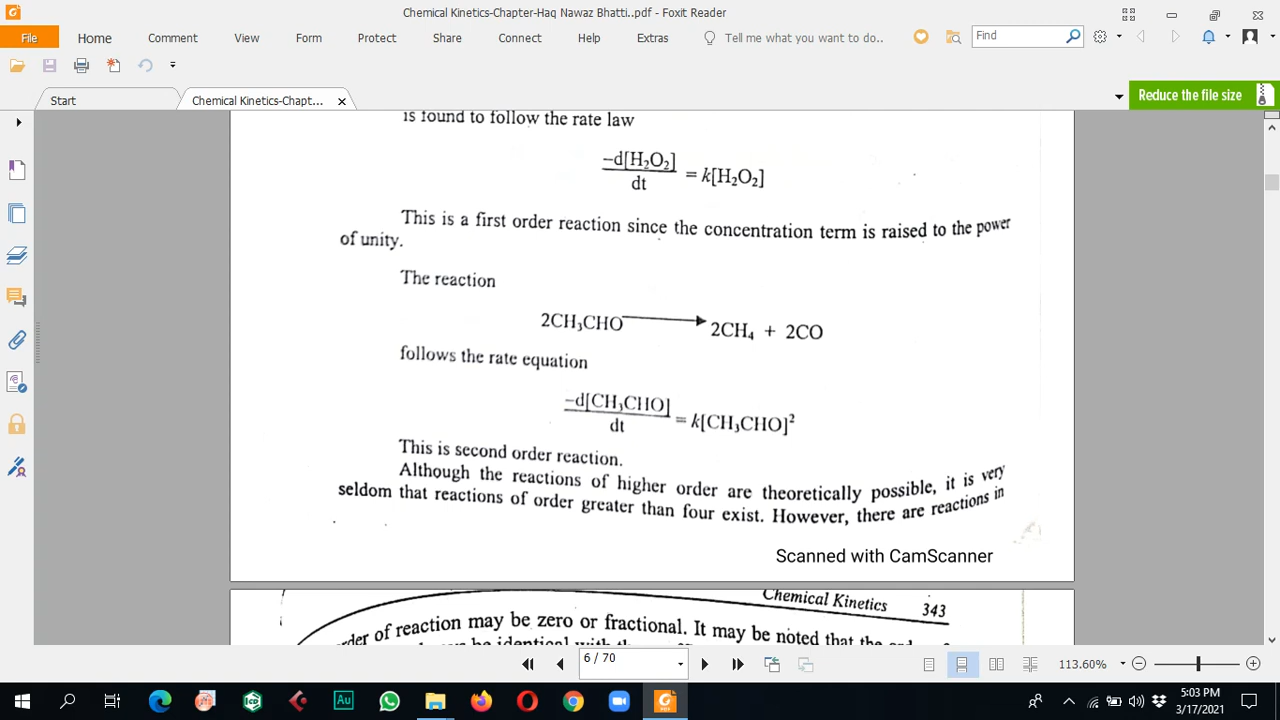 Chemical Kinetics-Chapter-Haq Nawaz Bhatti..pdf - Foxit Reader
File Home Comment View Form Protect Share Connect Help Extras Tell me what you want to do.. Find
Start Chemical Kinetics-Chapt... Reduce the file size
is found to follow the rate law
–d[H₂O₂]
dt
= k[H₂O₂]
This is a first order reaction since the concentration term is raised to the power
of unity.
The reaction
2CH₃CHO → 2CH₄ + 2CO
follows the rate equation
–d[CH₃CHO]
dt
= k[CH₃CHO]²
This is second order reaction.
Although the reactions of higher order are theoretically possible, it is very
seldom that reactions of order greater than four exist. However, there are reactions in
Scanned with CamScanner
Chemical Kinetics 343
order of reaction may be zero or fractional. It may be noted that the
be identical with
6 / 70
113.60%
5:03 PM
3/17/2021